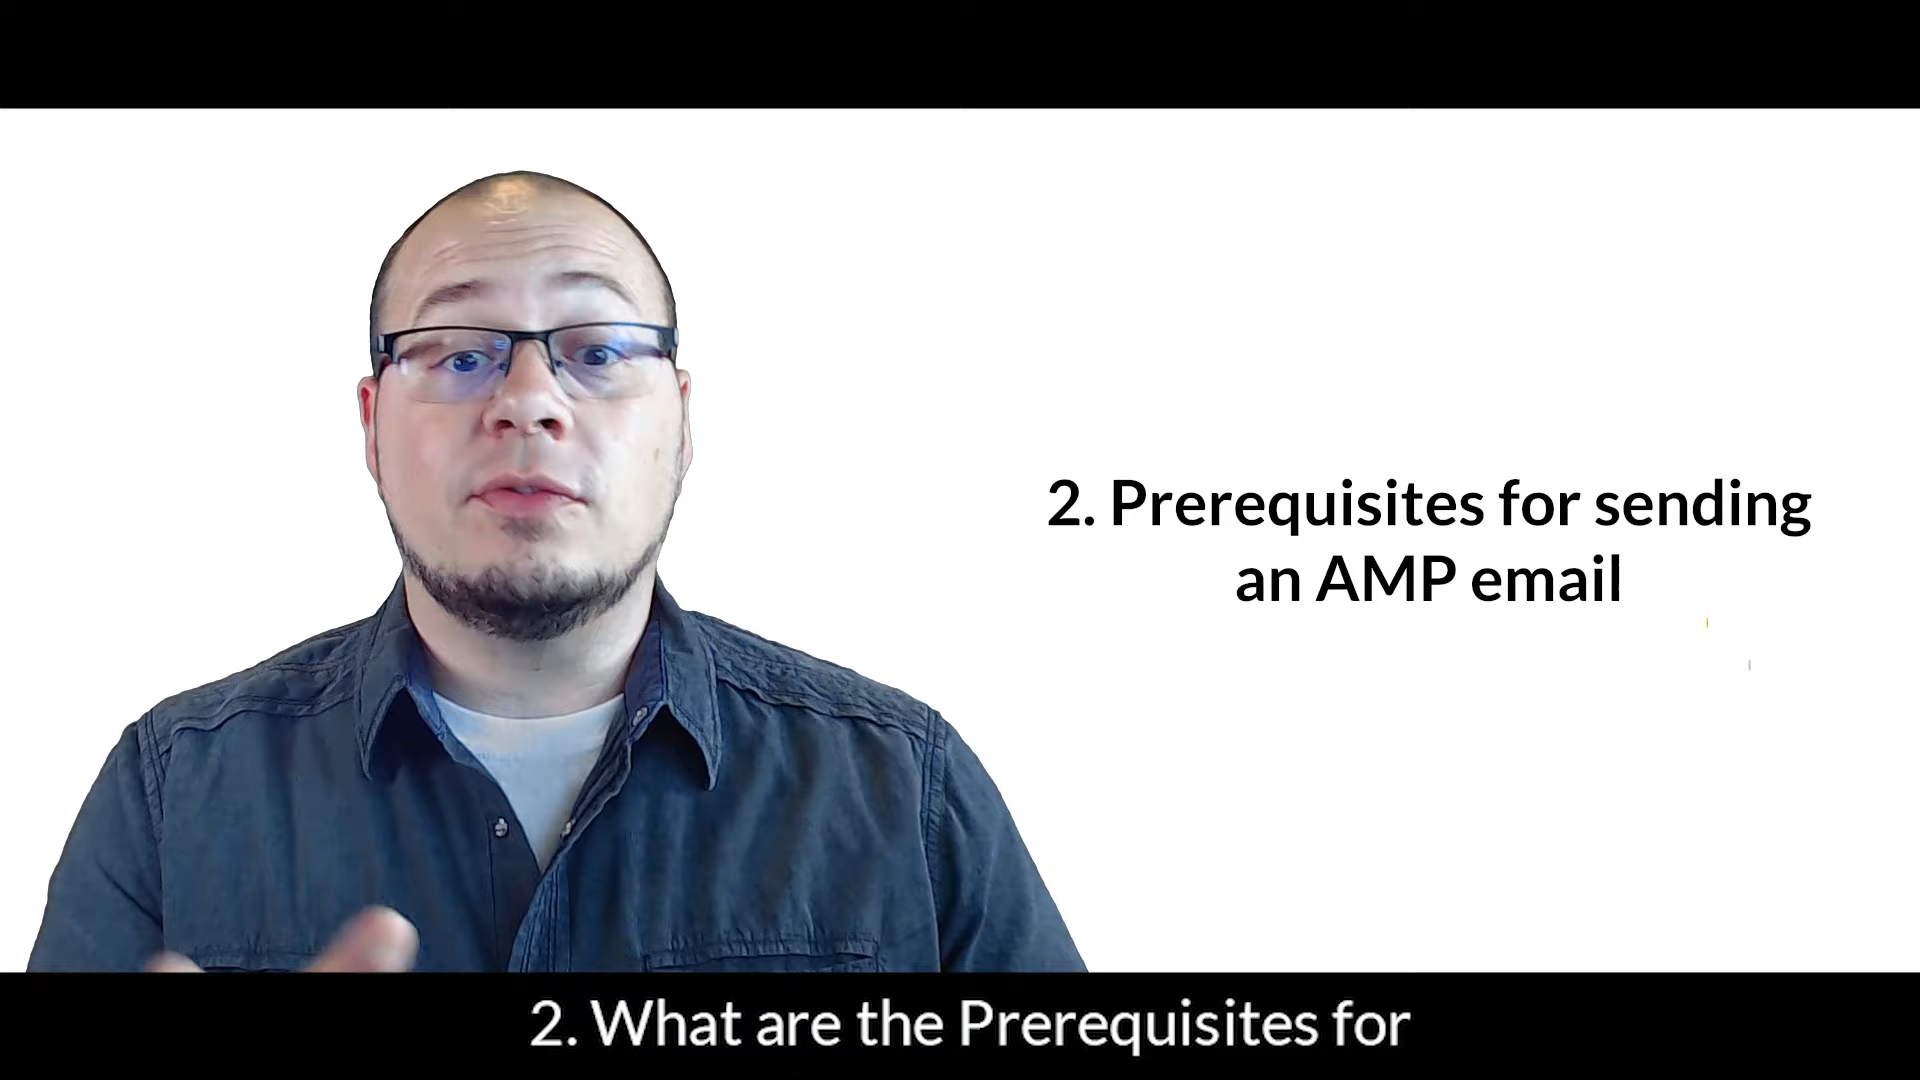 2. Prerequisites for sending
an AMP email
2. What are the Prerequisites for